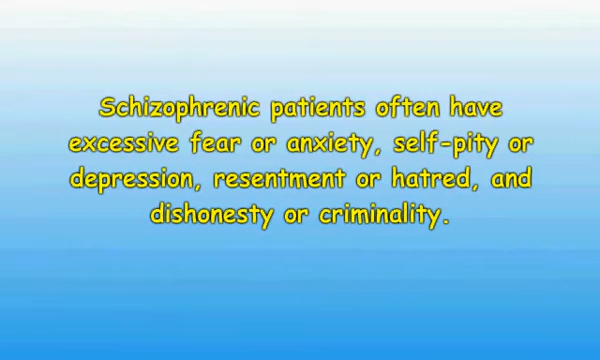 Schizophrenic patients often have
excessive fear or anxiety, self-pity or
depression, resentment or hatred, and
dishonesty or criminality.